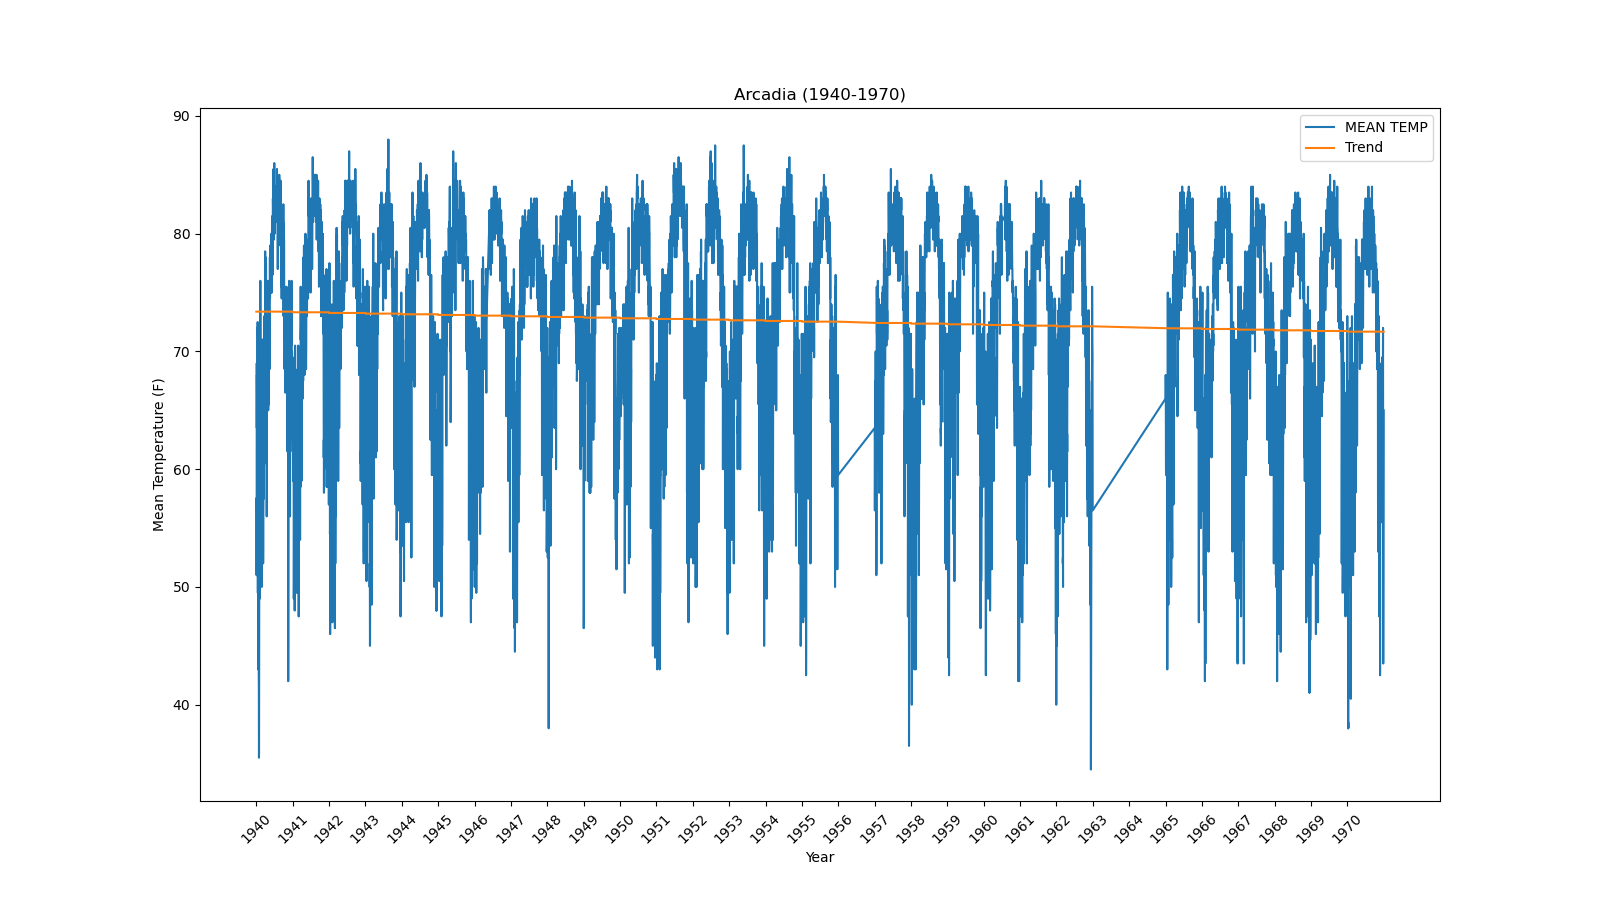 Arcadia (1940-1970)
MEAN TEMP
Trend
90
80
70
60
50
40
Mean Temperature (F)
1940 1941 1942 1943 1944 1945 1946 1947 1948 1949 1950 1951 1952 1953 1954 1955 1956 1957 1958 1959 1960 1961 1962 1963 1964 1965 1966 1967 1968 1969 1970
Year